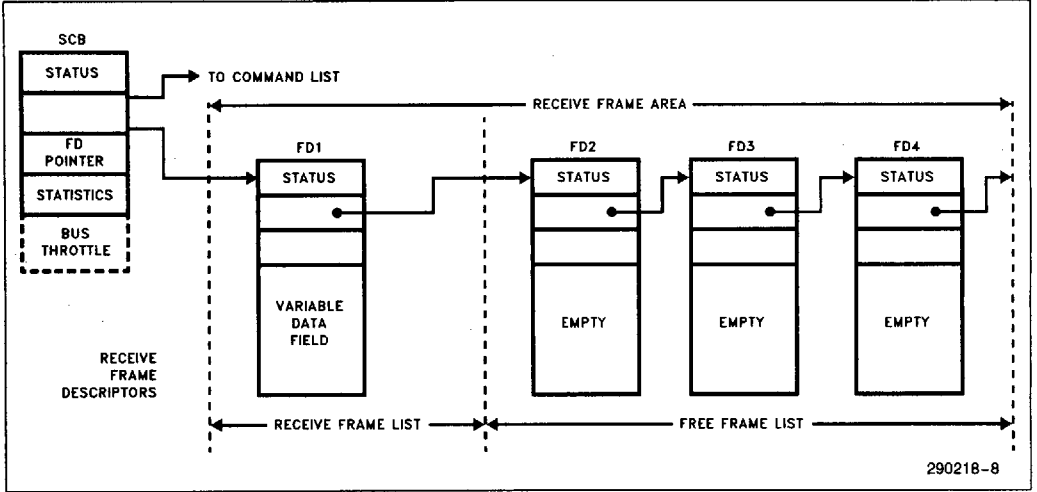 SCB
STATUS
TO COMMAND LIST
RECEIVE FRAME AREA
FD
POINTER
STATISTICS
BUS
THROTTLE
FD1
STATUS
VARIABLE
DATA
FIELD
FD2
STATUS
EMPTY
FD3
STATUS
EMPTY
FD4
STATUS
EMPTY
RECEIVE
FRAME
DESCRIPTORS
RECEIVE FRAME LIST
FREE FRAME LIST
290218-8